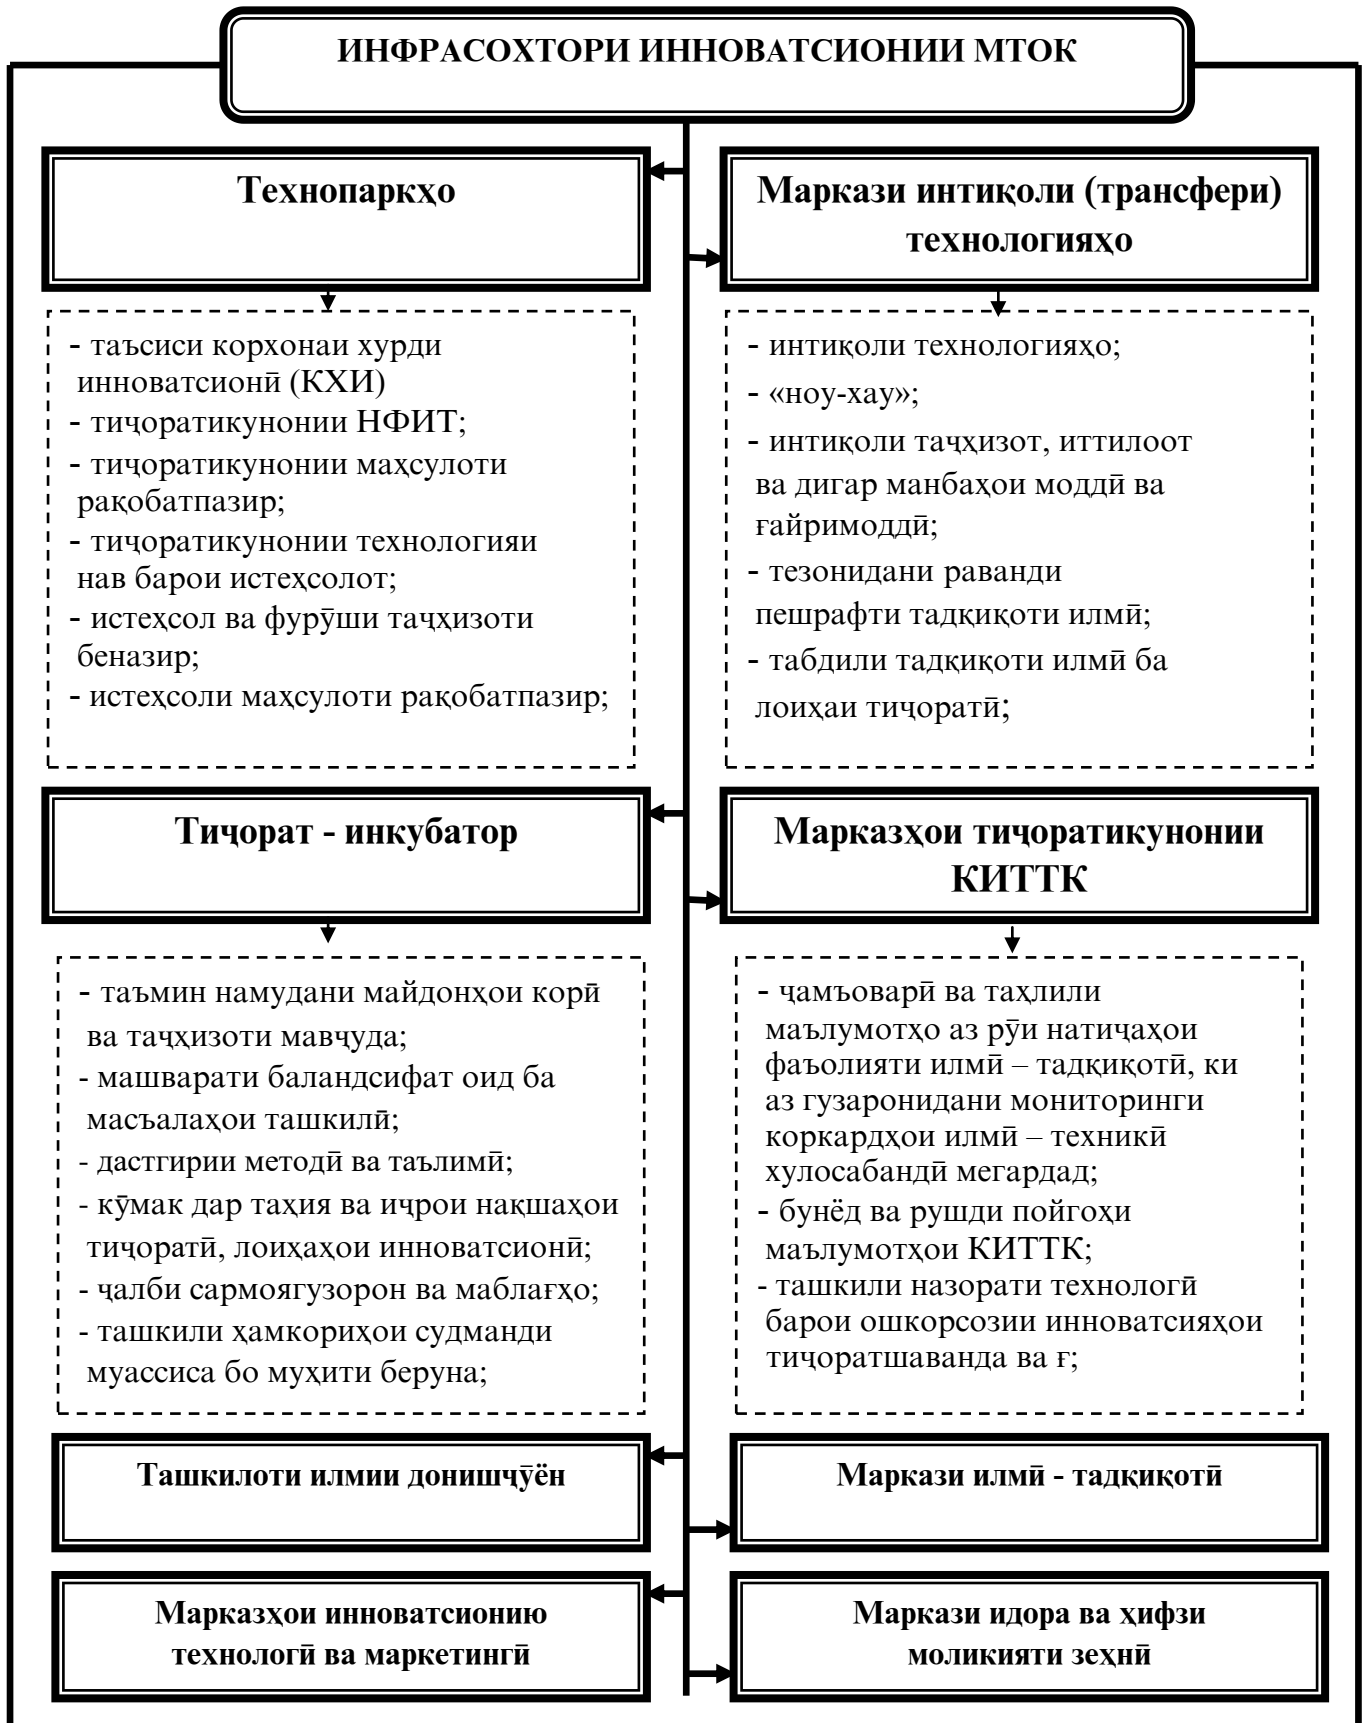 ИНФРАСОХТОРИ ИННОВАТСИОНИИ МТОК
Технопаркҳо
- таъсиси корхонаи хурди
инноватсионӣ (КХИ)
- тиҷоратикунонии НФИТ;
- тиҷоратикунонии маҳсулоти
рақобатпазир;
- тиҷоратикунонии технологияи
нав барои истеҳсолот;
- истеҳсол ва фурӯши таҷҳизоти
беназир;
- истеҳсоли маҳсулоти рақобатпазир;
Маркази интиқоли (трансфери)
технологияҳо
- интиқоли технологияҳо;
- «ноу-хау»;
- интиқоли таҷҳизот, иттилоот
ва дигар манбаҳои моддӣ ва
ғайримоддӣ;
- тезонидани раванди
пешрафти тадқиқоти илмӣ;
- табдили тадқиқоти илмӣ ба
лоиҳаи тиҷоратӣ;
Тиҷорат - инкубатор
- таъмин намудани майдонҳои корӣ
ва таҷҳизоти мавҷуда;
- машварати баландсифат оид ба
масъалаҳои ташкилӣ;
- дастгирии методӣ ва таълимӣ;
- кӯмак дар таҳия ва иҷрои нақшаҳои
тиҷоратӣ, лоиҳаҳои инноватсионӣ;
- ҷалби сармоягузорон ва маблағҳо;
- ташкили ҳамкориҳои судманди
муассиса бо муҳити беруна;
Марказҳои тиҷоратикунонии
КИТТК
- ҷамъоварӣ ва таҳлили
маълумотҳо аз рӯи натиҷаҳои
фаъолияти илмӣ – тадқиқотӣ, ки
аз гузаронидани мониторинги
коркардҳои илмӣ – техникӣ
хулосабандӣ мегардад;
- бунёд ва рушди пойгоҳи
маълумотҳои КИТТК;
- ташкили назорати технологӣ
барои ошкорсозии инноватсияҳои
тиҷоратшаванда ва ғ;
Ташкилоти илмии донишҷӯён
Маркази илмӣ - тадқиқотӣ
Марказҳои инноватсионию
технологӣ ва маркетингӣ
Маркази идора ва ҳифзи
моликияти зеҳнӣ